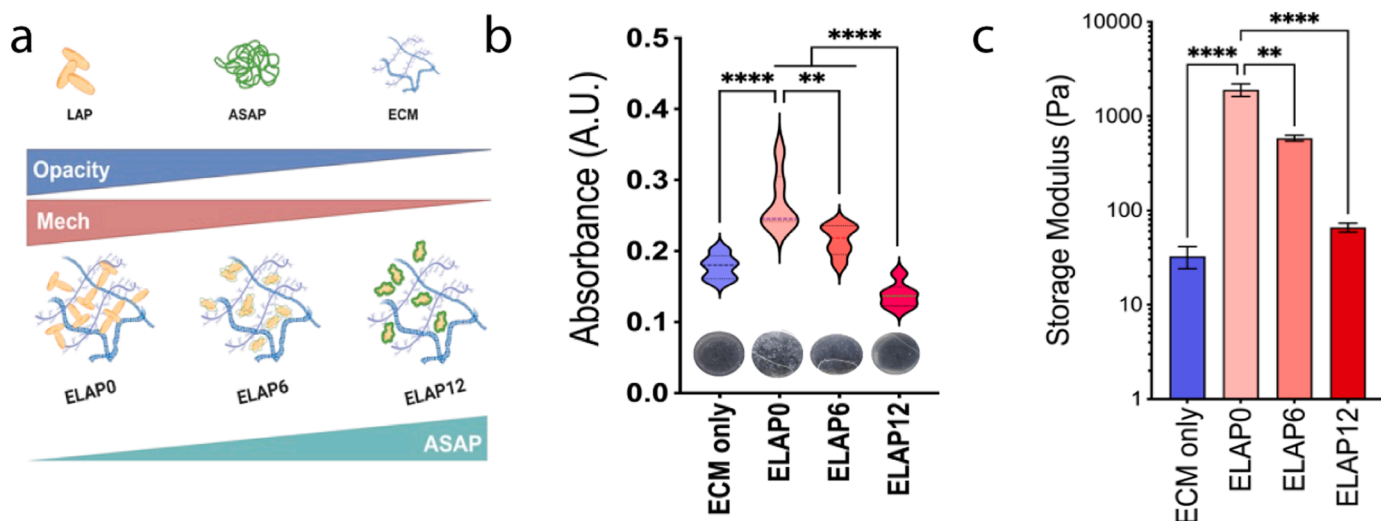 a
LAP
ASAP
ECM
Opacity
Mech
ELAP0
ELAP6
ELAP12
ASAP
b
Absorbance (A.U.)
0.5
0.4
0.3
0.2
0.1
0.0
****
**
****
ECM only
ELAP0
ELAP6
ELAP12
c
Storage Modulus (Pa)
10000
1000
100
10
1
****
**
****
ECM only
ELAP0
ELAP6
ELAP12